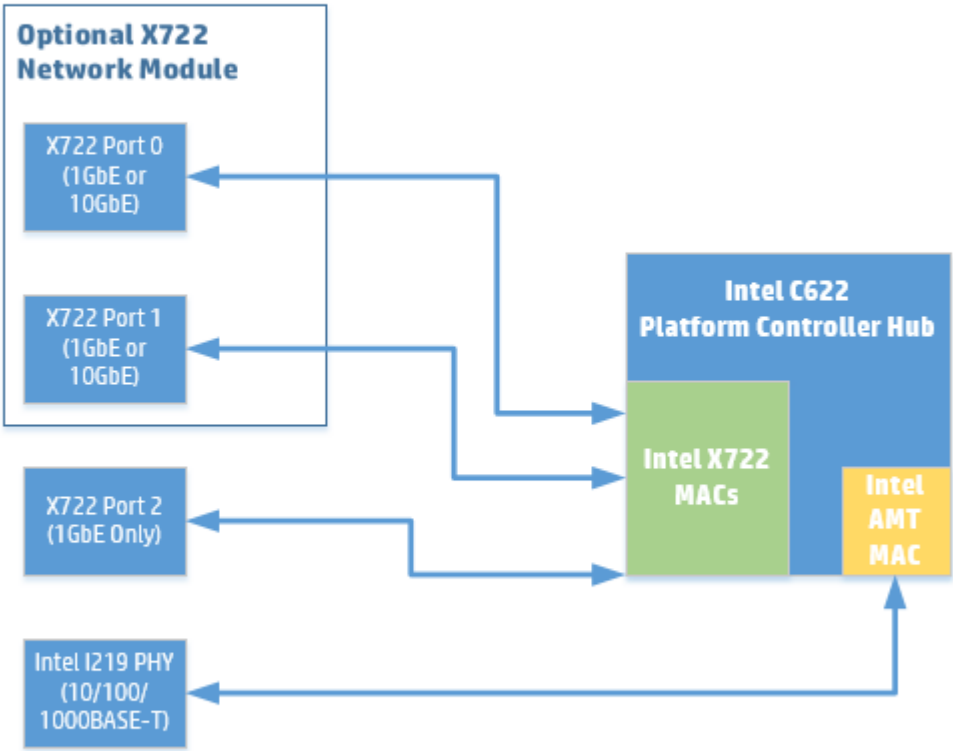 Optional X722
Network Module
X722 Port 0
(1GbE or
10GbE)
X722 Port 1
(1GbE or
10GbE)
Intel C622
Platform Controller Hub
Intel X722
MACs
Intel
AMT
MAC
X722 Port 2
(1GbE Only)
Intel I219 PHY
(10/100/
1000BASE-T)